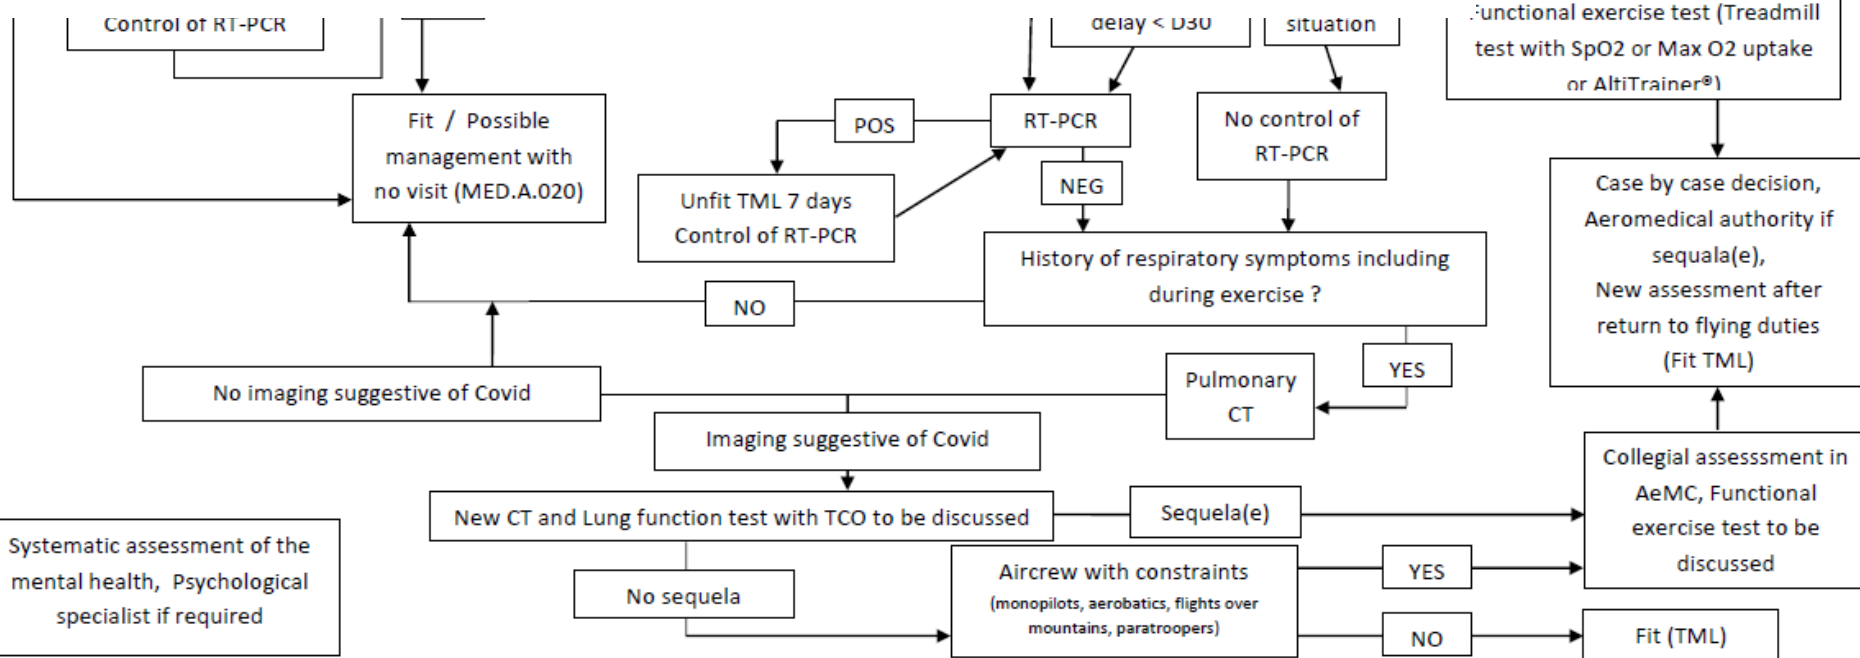 Control of RT-PCR
delay < D30
situation
Functional exercise test (Treadmill
test with SpO2 or Max O2 uptake
or AltiTrainer®)
Fit / Possible
management with
no visit (MED.A.020)
POS
RT-PCR
NEG
No control of
RT-PCR
Unfit TML 7 days
Control of RT-PCR
Case by case decision,
Aeromedical authority if
sequala(e),
New assessment after
return to flying duties
(Fit TML)
History of respiratory symptoms including
during exercise ?
NO
YES
Pulmonary
CT
No imaging suggestive of Covid
Imaging suggestive of Covid
New CT and Lung function test with TCO to be discussed
Sequela(e)
Collegial assesssment in
AeMC, Functional
exercise test to be
discussed
Systematic assessment of the
mental health, Psychological
specialist if required
No sequela
Aircrew with constraints
(monopilots, aerobatics, flights over
mountains, paratroopers)
YES
NO
Fit (TML)